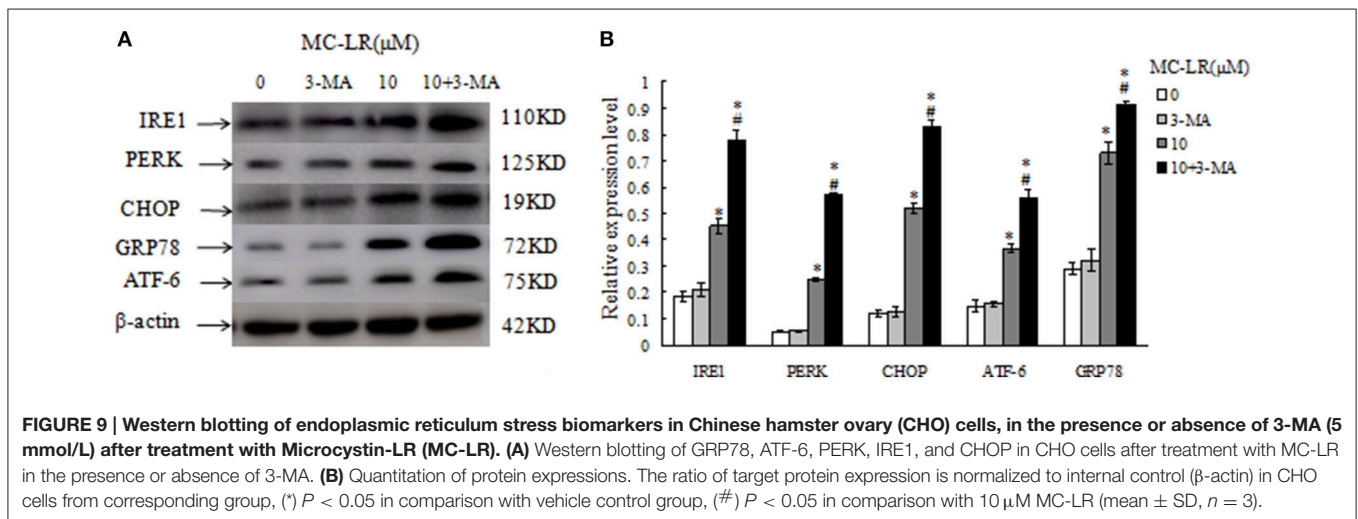 A
MC-LR(μM)
0 3-MA 10 10+3-MA
IRE1 110KD
PERK 125KD
CHOP 19KD
GRP78 72KD
ATF-6 75KD
β-actin 42KD
B
Relative expression level
1
0.9
0.8
0.7
0.6
0.5
0.4
0.3
0.2
0.1
0
* # * # * # * # * #
* * * * *
IRE1 PERK CHOP ATF-6 GRP78
MC-LR(μM)
0
3-MA
10
10+3-MA
FIGURE 9 | Western blotting of endoplasmic reticulum stress biomarkers in Chinese hamster ovary (CHO) cells, in the presence or absence of 3-MA (5
mmol/L) after treatment with Microcystin-LR (MC-LR). (A) Western blotting of GRP78, ATF-6, PERK, IRE1, and CHOP in CHO cells after treatment with MC-LR
in the presence or absence of 3-MA. (B) Quantitation of protein expressions. The ratio of target protein expression is normalized to internal control (β-actin) in CHO
cells from corresponding group, (*) P < 0.05 in comparison with vehicle control group, (#) P < 0.05 in comparison with 10 μM MC-LR (mean ± SD, n = 3).